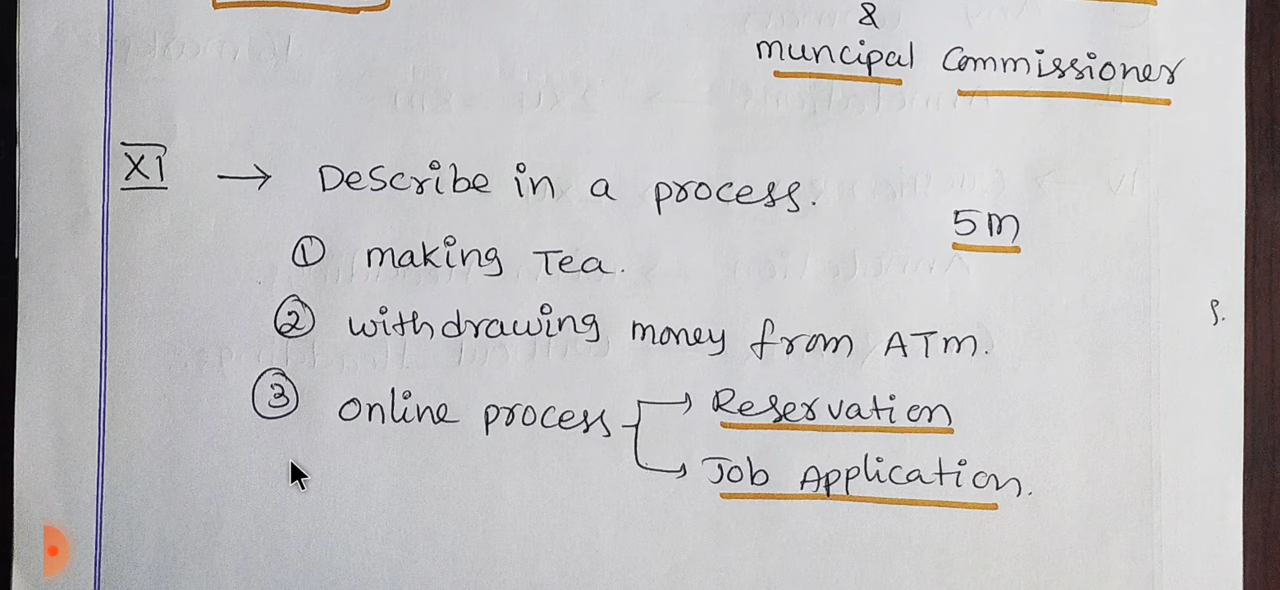 &
muncipal Commissioner
XI → Describe in a process.
5m
① making Tea.
② withdrawing money from ATM.
③ online process → Reservation
→ Job Application.